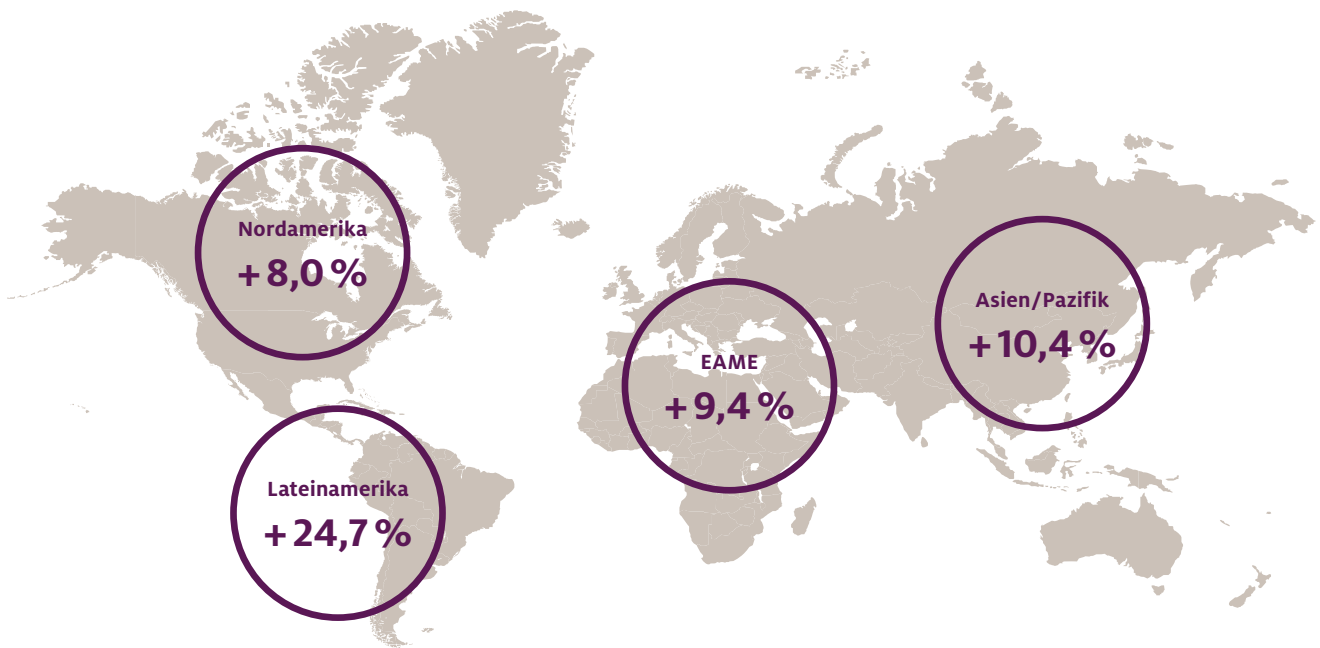 Nordamerika
+ 8,0 %
Asien/Pazifik
+ 10,4 %
EAME
+ 9,4 %
Lateinamerika
+ 24,7 %